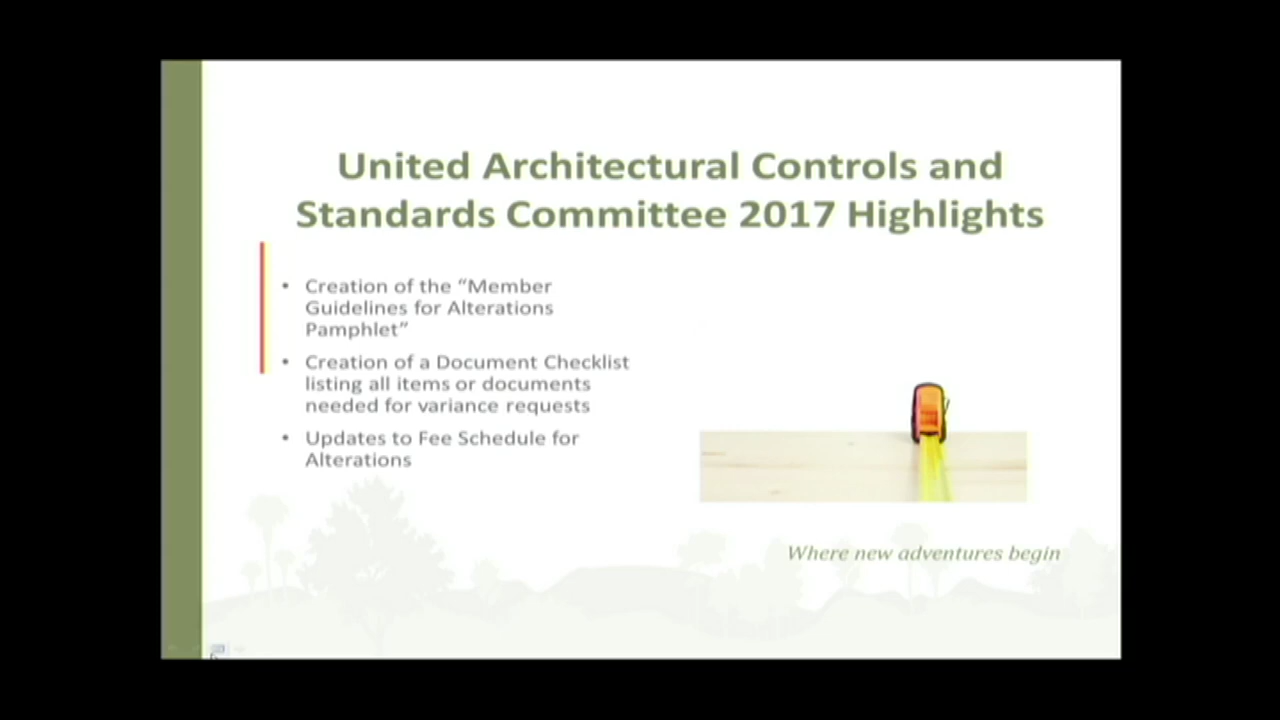 United Architectural Controls and
Standards Committee 2017 Highlights
• Creation of the “Member
Guidelines for Alterations
Pamphlet”
• Creation of a Document Checklist
listing all items or documents
needed for variance requests
• Updates to Fee Schedule for
Alterations
Where new adventures begin